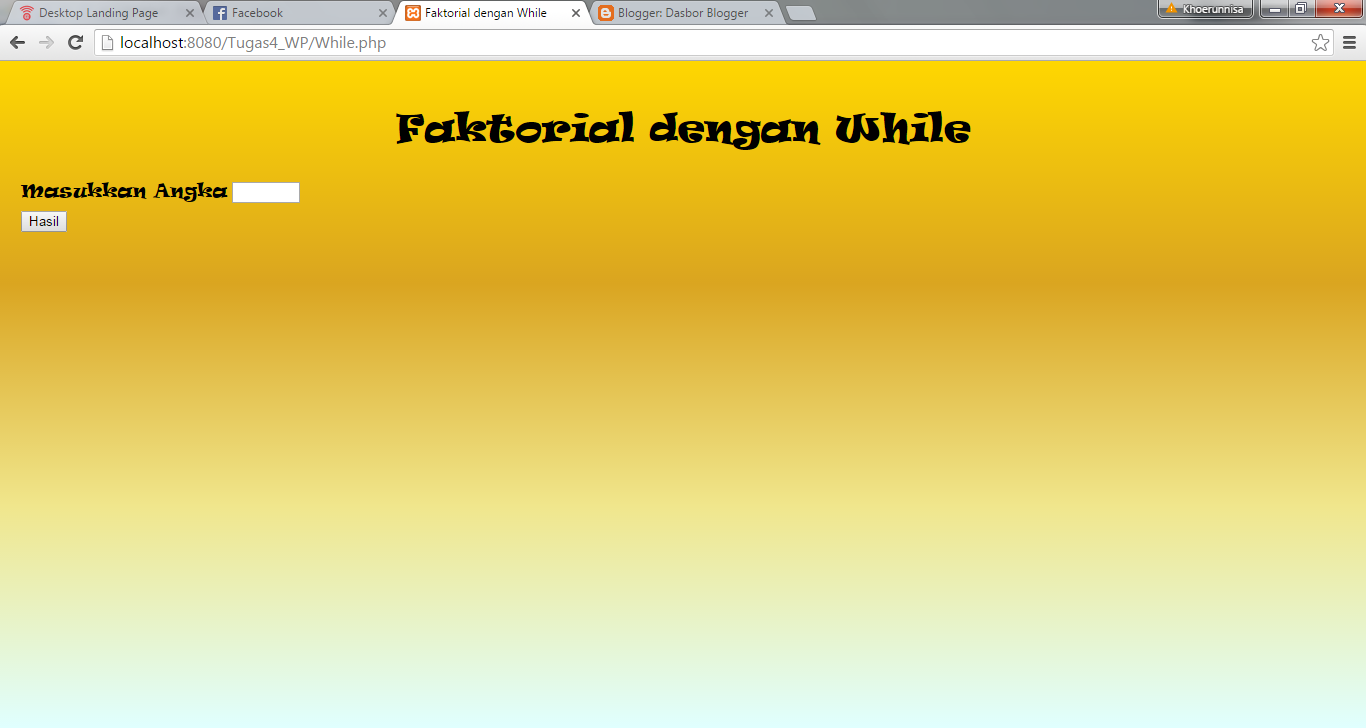 Desktop Landing Page
Facebook
Faktorial dengan While
Blogger: Dasbor Blogger
Khoerunnisa
localhost:8080/Tugas4_WP/While.php
Faktorial dengan While
Masukkan Angka
Hasil